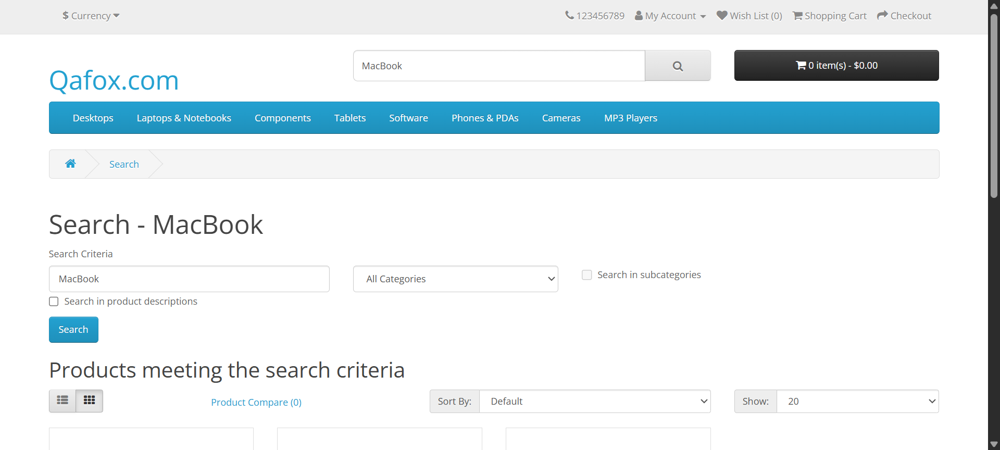 $ Currency
123456789 My Account Wish List (0) Shopping Cart Checkout
Qafox.com
MacBook
0 item(s) - $0.00
Desktops Laptops & Notebooks Components Tablets Software Phones & PDAs Cameras MP3 Players
Search
Search - MacBook
Search Criteria
MacBook
All Categories
Search in subcategories
Search in product descriptions
Search
Products meeting the search criteria
Product Compare (0)
Sort By: Default
Show: 20